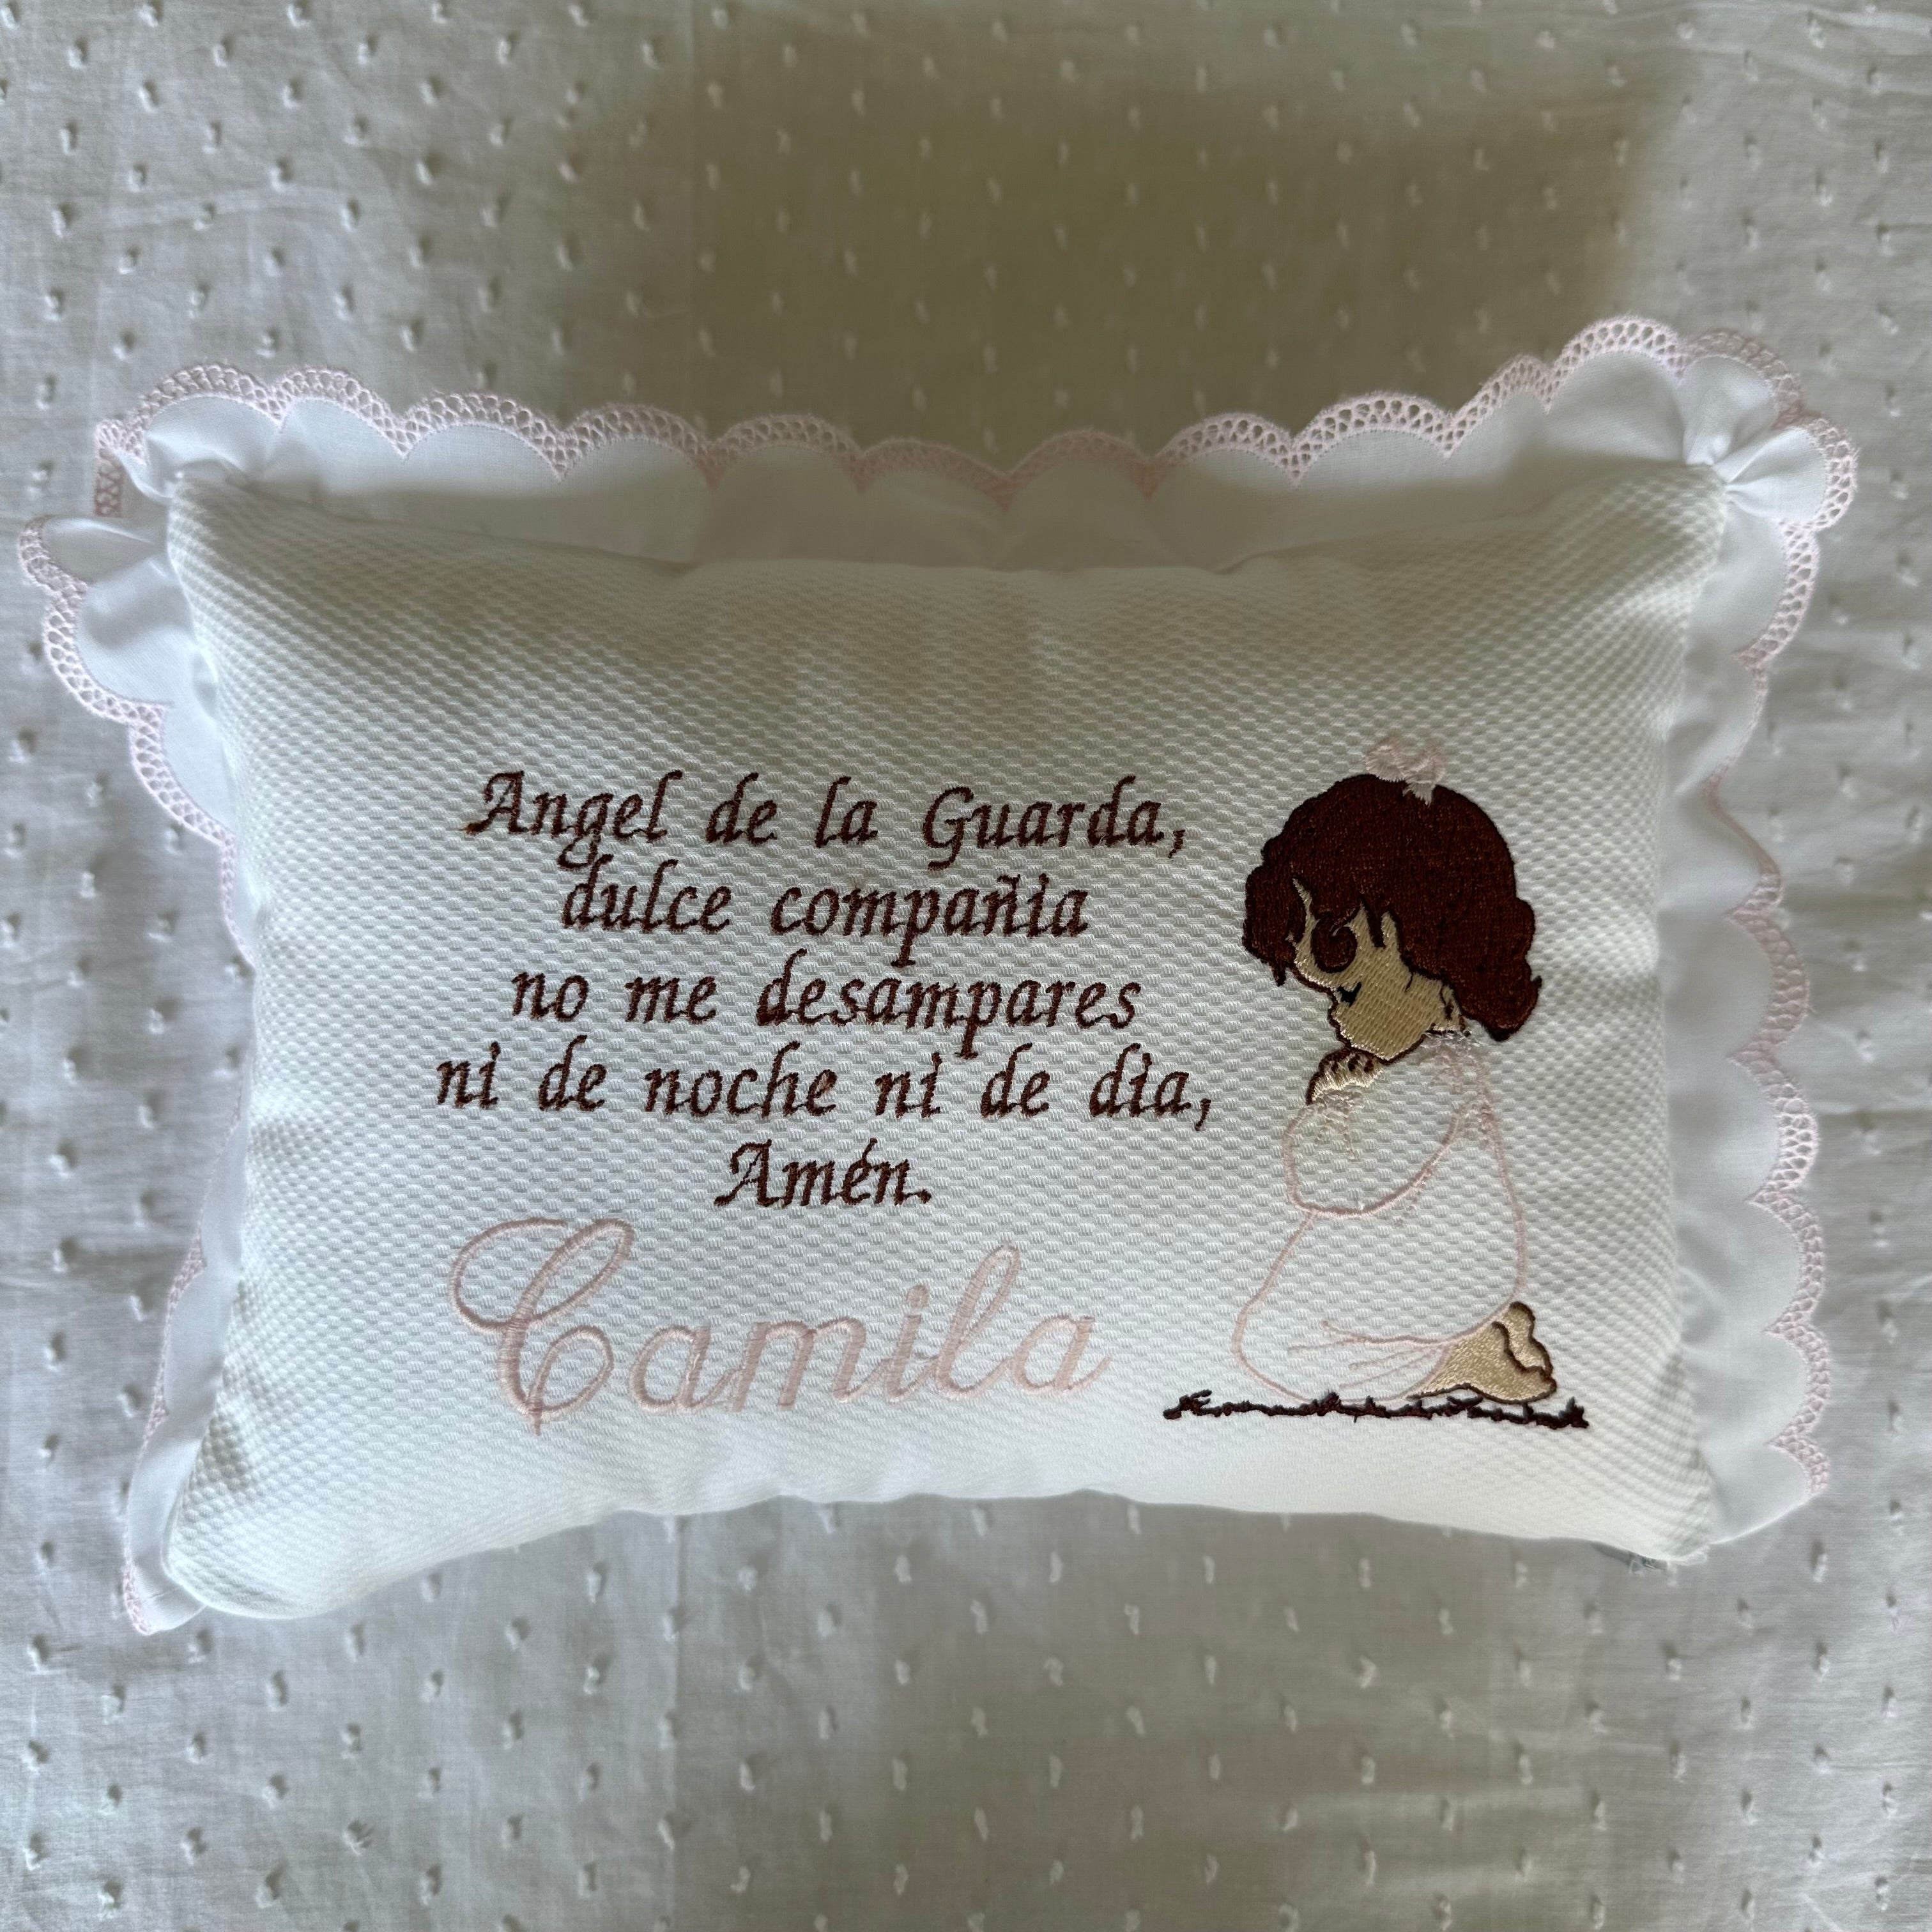 Angel de la Guarda,
dulce compañia
no me desampares
ni de noche ni de dia,
Amén.
Camila